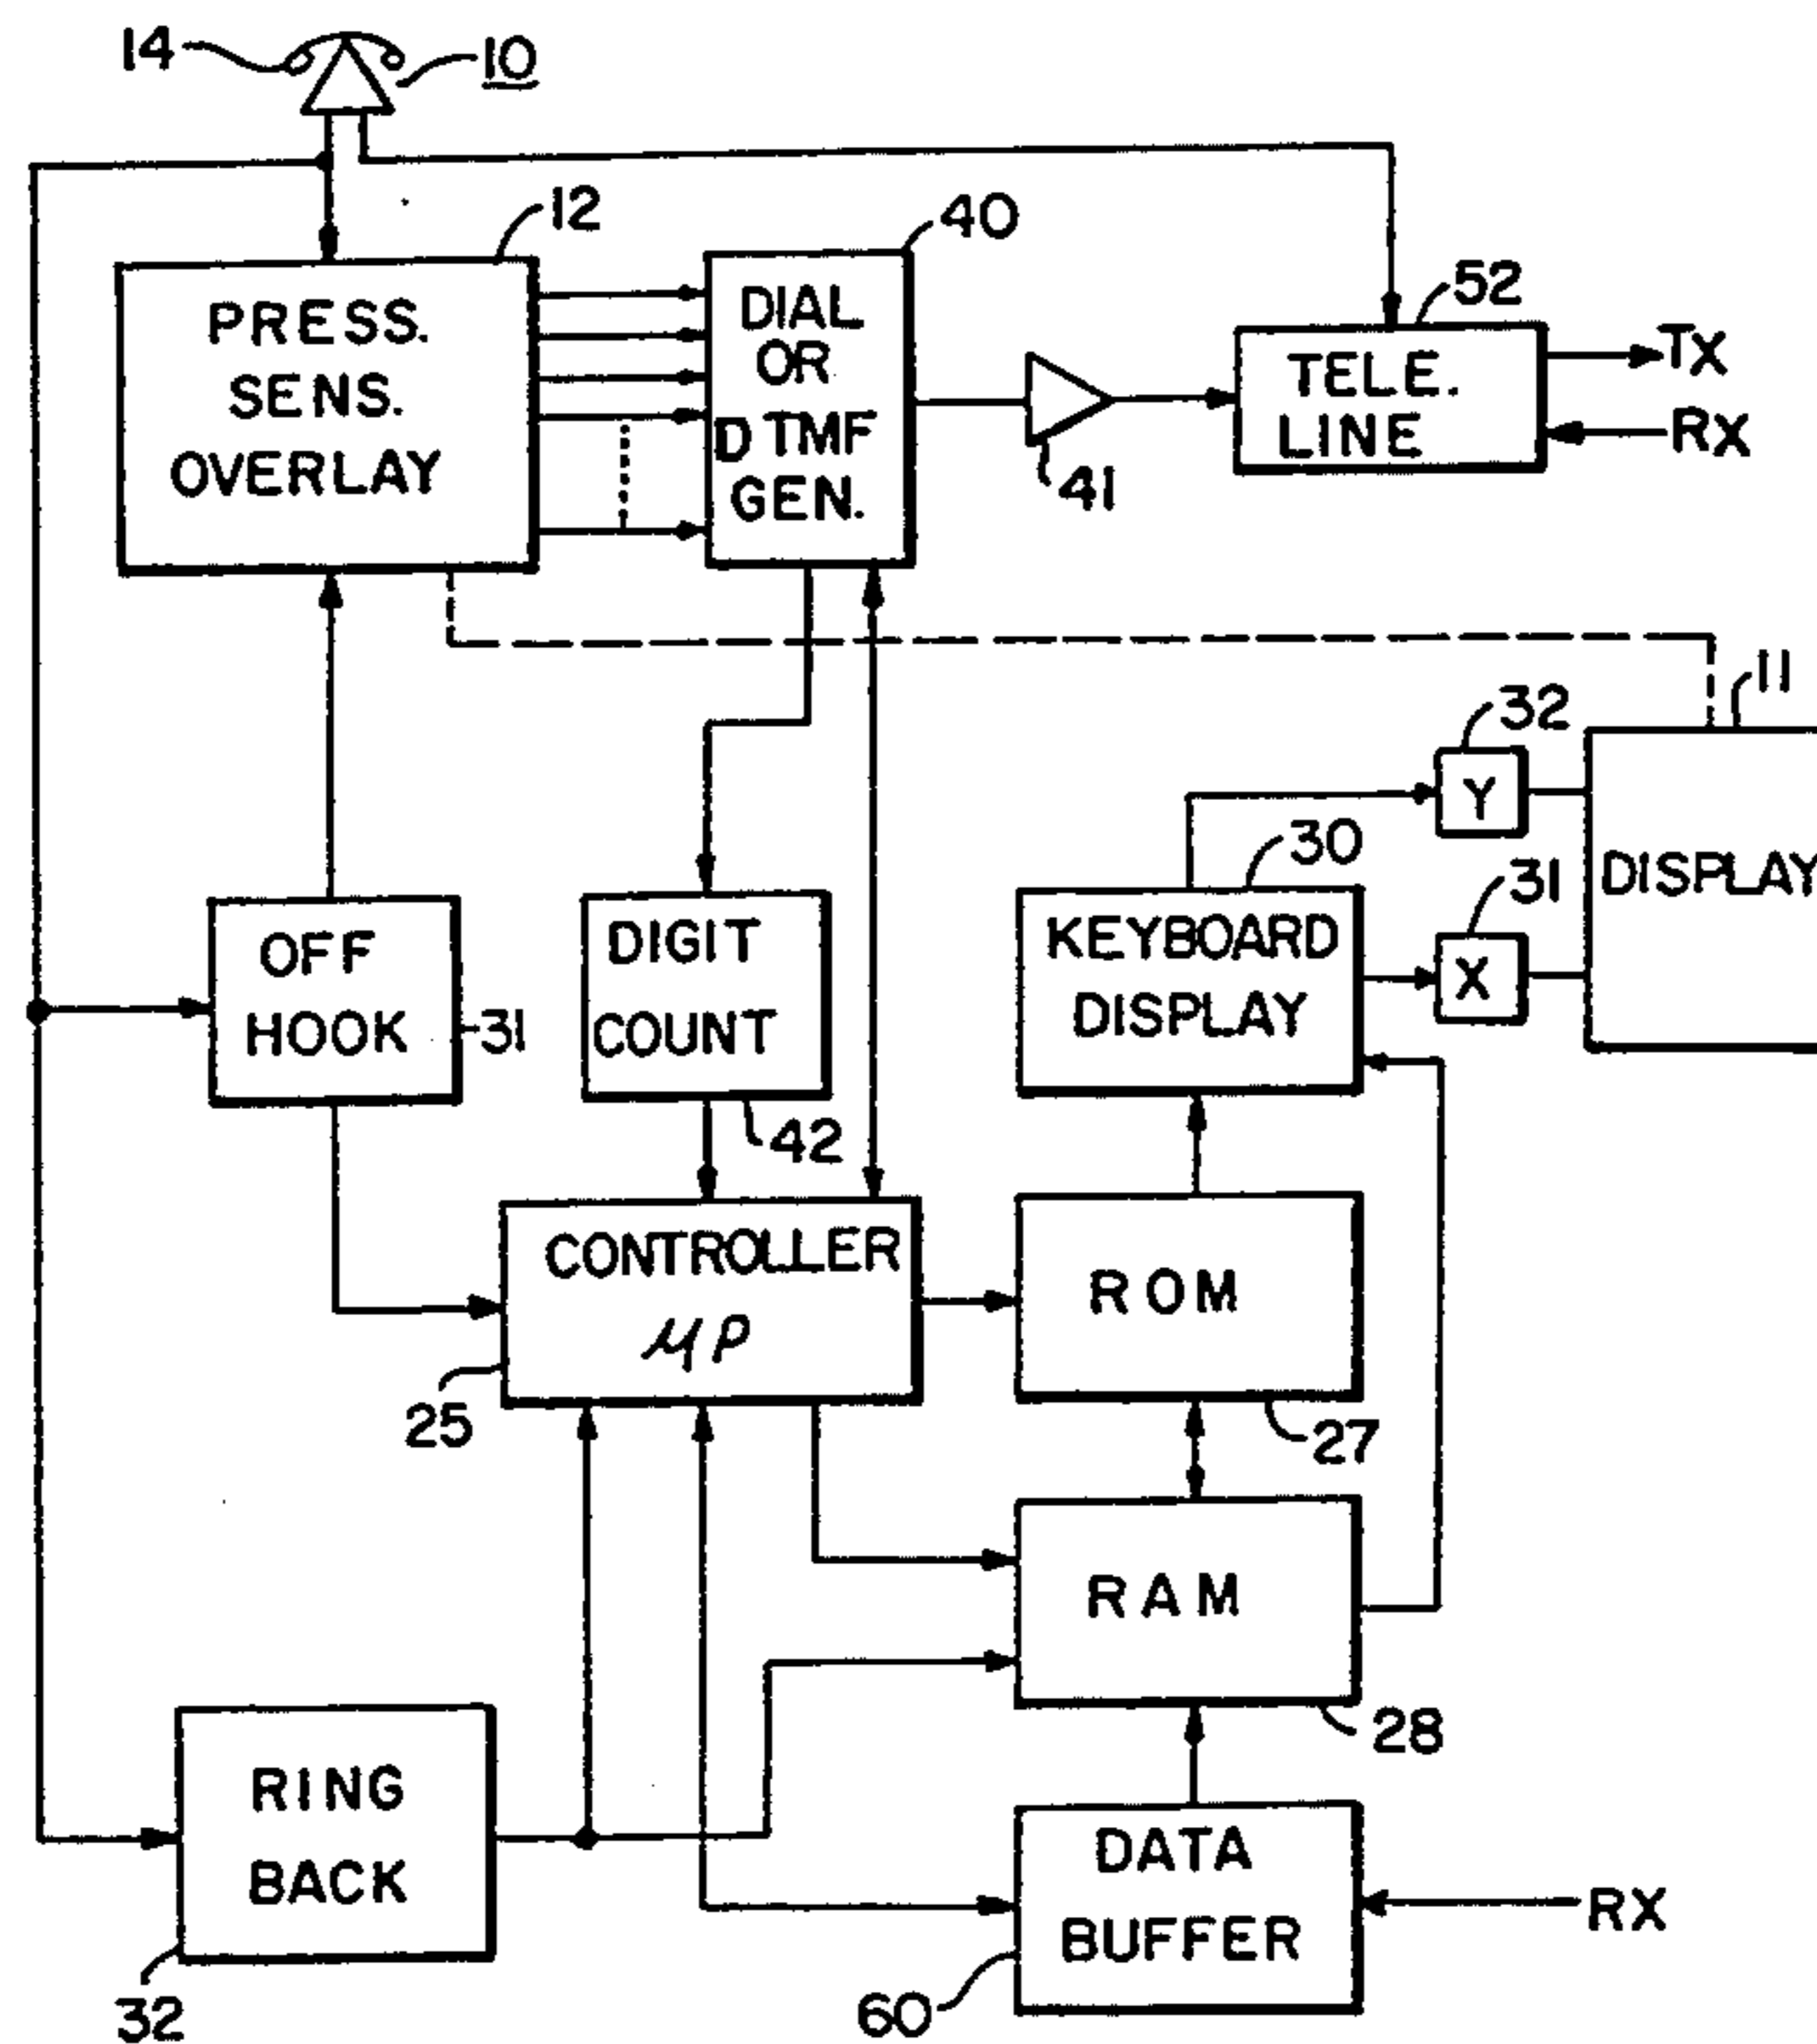 14
10
12
40
52
PRESS.
SENS.
OVERLAY
DIAL
OR
DTMF
GEN.
41
TELE.
LINE
TX
RX
11
32
Y
30
31
X
DISPLAY
OFF
HOOK
31
DIGIT
COUNT
42
KEYBOARD
DISPLAY
CONTROLLER
μP
25
ROM
27
RAM
28
RING
BACK
32
DATA
BUFFER
60
RX